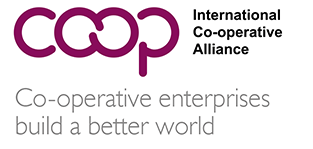 coop
International
Co-operative
Alliance
Co-operative enterprises
build a better world